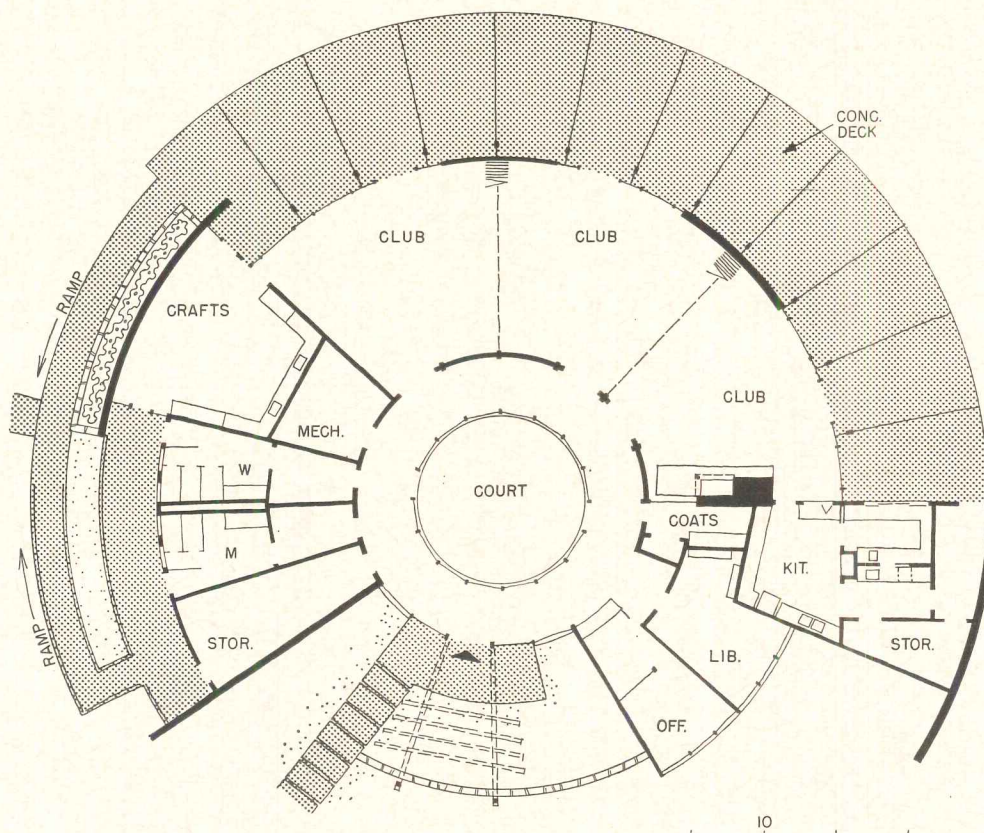 CONC.
DECK
CLUB
CLUB
RAMP
CRAFTS
CLUB
MECH.
W
COURT
COATS
M
KIT.
RAMP
STOR.
LIB.
STOR.
OFF.
10